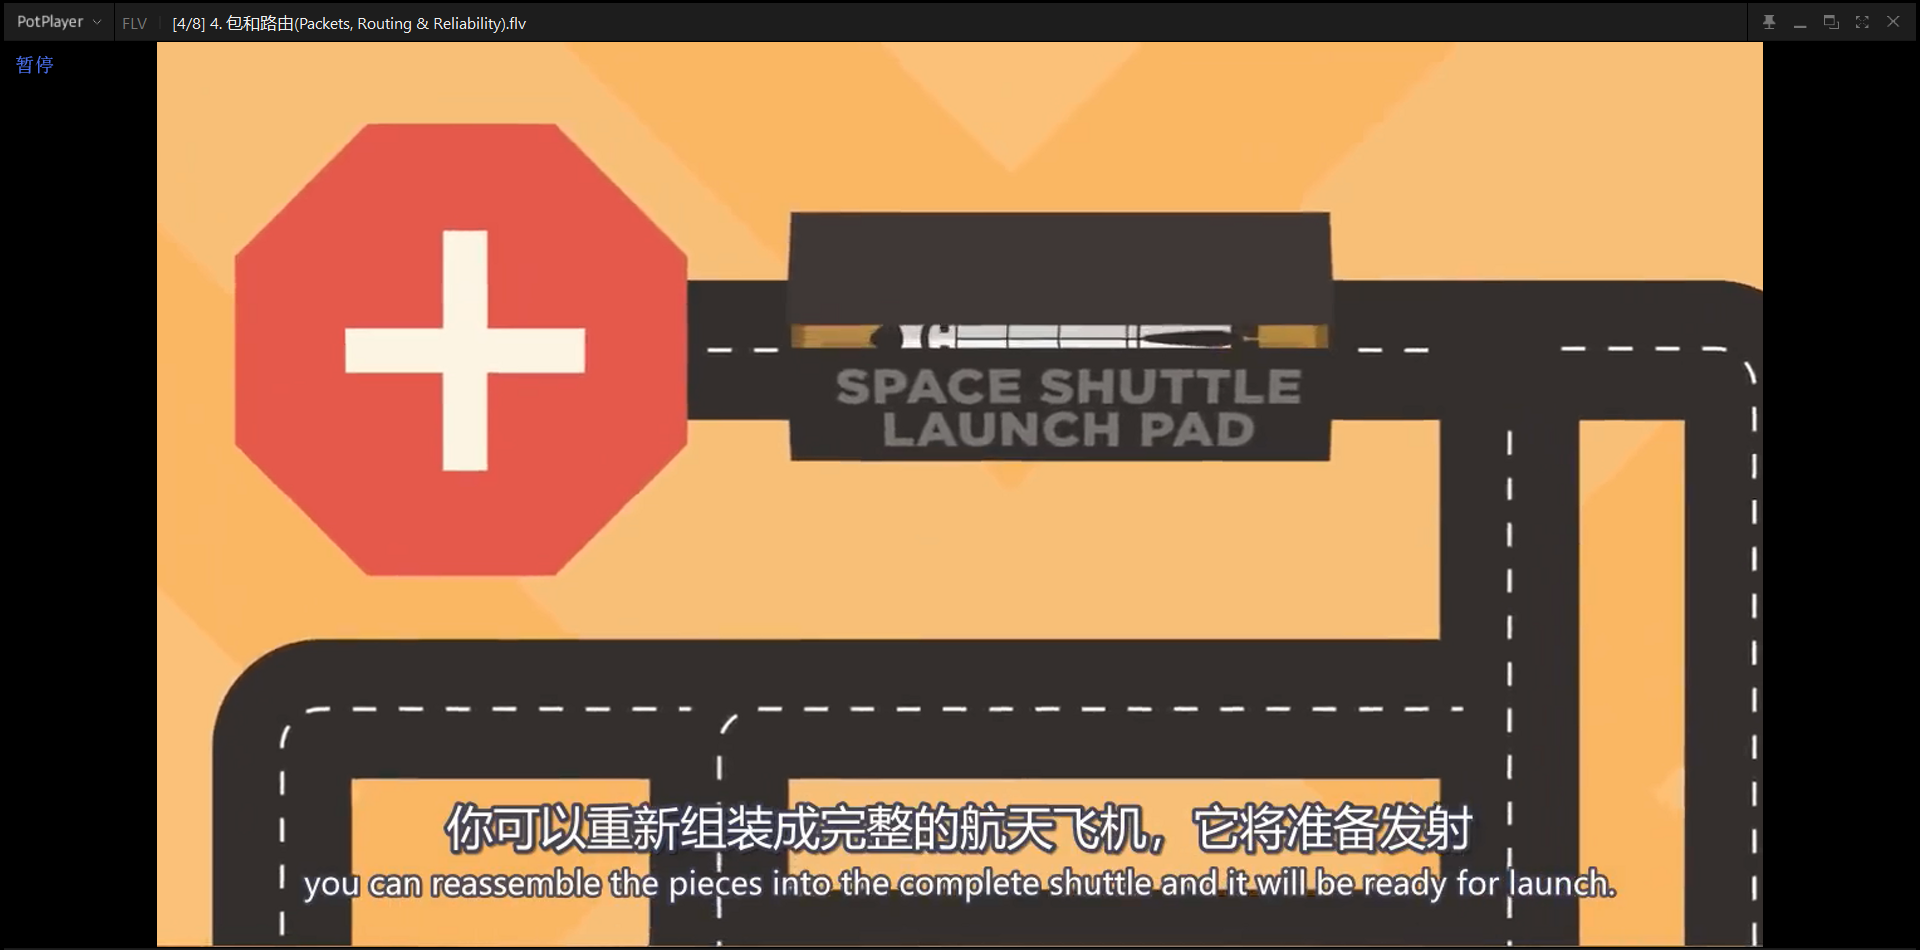 PotPlayer
FLV
[4/8] 4. 包和路由(Packets, Routing & Reliability).flv
暂停
SPACE SHUTTLE
LAUNCH PAD
你可以重新组装成完整的航天飞机，它将准备发射
you can reassemble the pieces into the complete shuttle and it will be ready for launch.